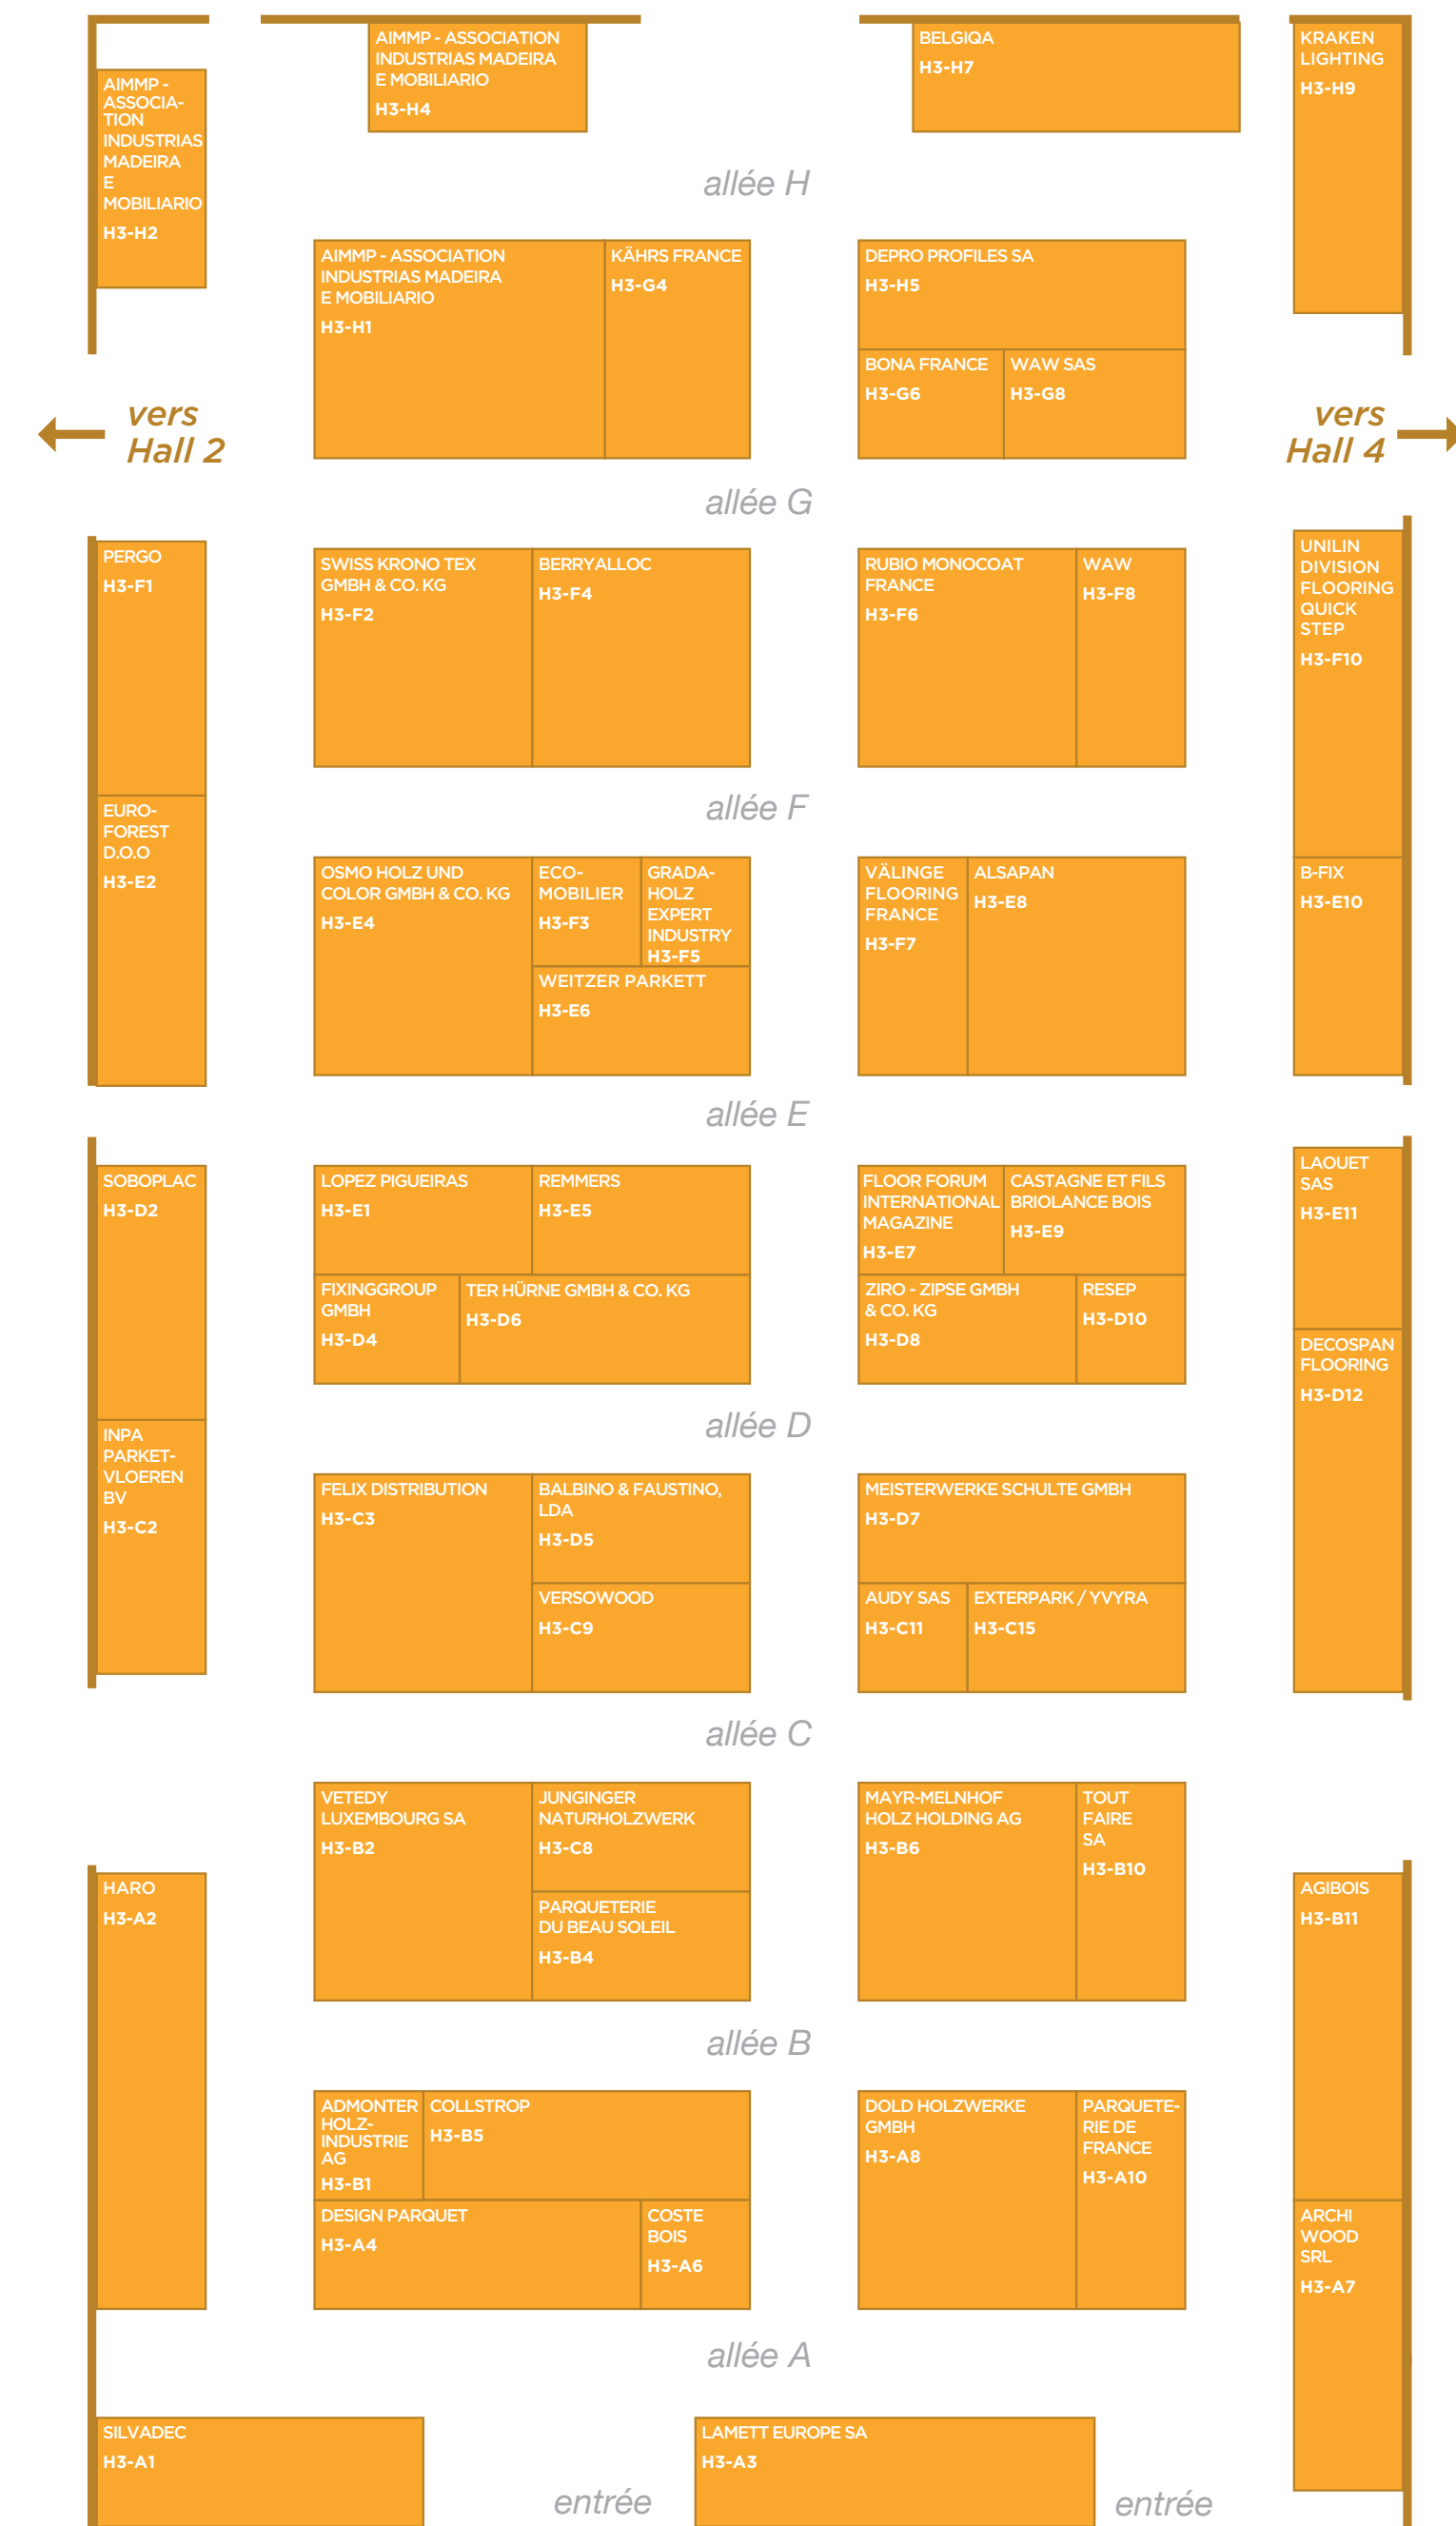 AIMMP - ASSOCIATION
INDUSTRIAS MADEIRA
E MOBILIARIO
H3-H4
BELGIQA
H3-H7
KRAKEN
LIGHTING
H3-H9
AIMMP -
ASSOCIA-
TION
INDUSTRIAS
MADEIRA
E
MOBILIARIO
H3-H2
allée H
AIMMP - ASSOCIATION
INDUSTRIAS MADEIRA
E MOBILIARIO
H3-H1
KÄHRS FRANCE
H3-G4
DEPRO PROFILES SA
H3-H5
BONA FRANCE
H3-G6
WAW SAS
H3-G8
vers
Hall 2
vers
Hall 4
allée G
PERGO
H3-F1
SWISS KRONO TEX
GMBH & CO. KG
H3-F2
BERRYALLOC
H3-F4
RUBIO MONOCOAT
FRANCE
H3-F6
WAW
H3-F8
UNILIN
DIVISION
FLOORING
QUICK
STEP
H3-F10
allée F
EURO-
FOREST
D.O.O
H3-E2
OSMO HOLZ UND
COLOR GMBH & CO. KG
H3-E4
ECO-
MOBILIER
H3-F3
GRADA-
HOLZ
EXPERT
INDUSTRY
H3-F5
WEITZER PARKETT
H3-E6
VÄLINGE
FLOORING
FRANCE
H3-F7
ALSAPAN
H3-E8
B-FIX
H3-E10
allée E
SOBOPLAC
H3-D2
LOPEZ PIGUEIRAS
H3-E1
REMMERS
H3-E5
FIXINGGROUP
GMBH
H3-D4
TER HÜRNE GMBH & CO. KG
H3-D6
FLOOR FORUM
INTERNATIONAL
MAGAZINE
H3-E7
CASTAGNE ET FILS
BRIOLANCE BOIS
H3-E9
ZIRO - ZIPSE GMBH
& CO. KG
H3-D8
RESEP
H3-D10
LAOUET
SAS
H3-E11
DECOSPAN
FLOORING
H3-D12
allée D
INPA
PARKET-
VLOEREN
BV
H3-C2
FELIX DISTRIBUTION
H3-C3
BALBINO & FAUSTINO,
LDA
H3-D5
VERSOWOOD
H3-C9
MEISTERWERKE SCHULTE GMBH
H3-D7
AUDY SAS
H3-C11
EXTERPARK / YVYRA
H3-C15
allée C
VETEDY
LUXEMBOURG SA
H3-B2
JUNGINGER
NATURHOLZWERK
H3-C8
PARQUETERIE
DU BEAU SOLEIL
H3-B4
MAYR-MELNHOF
HOLZ HOLDING AG
H3-B6
TOUT
FAIRE
SA
H3-B10
HARO
H3-A2
AGIBOIS
H3-B11
allée B
ADMONTER
HOLZ-
INDUSTRIE
AG
H3-B1
COLLSTROP
H3-B5
DESIGN PARQUET
H3-A4
COSTE
BOIS
H3-A6
DOLD HOLZWERKE
GMBH
H3-A8
PARQUETE-
RIE DE
FRANCE
H3-A10
ARCHI
WOOD
SRL
H3-A7
allée A
SILVADEC
H3-A1
entrée
LAMETT EUROPE SA
H3-A3
entrée